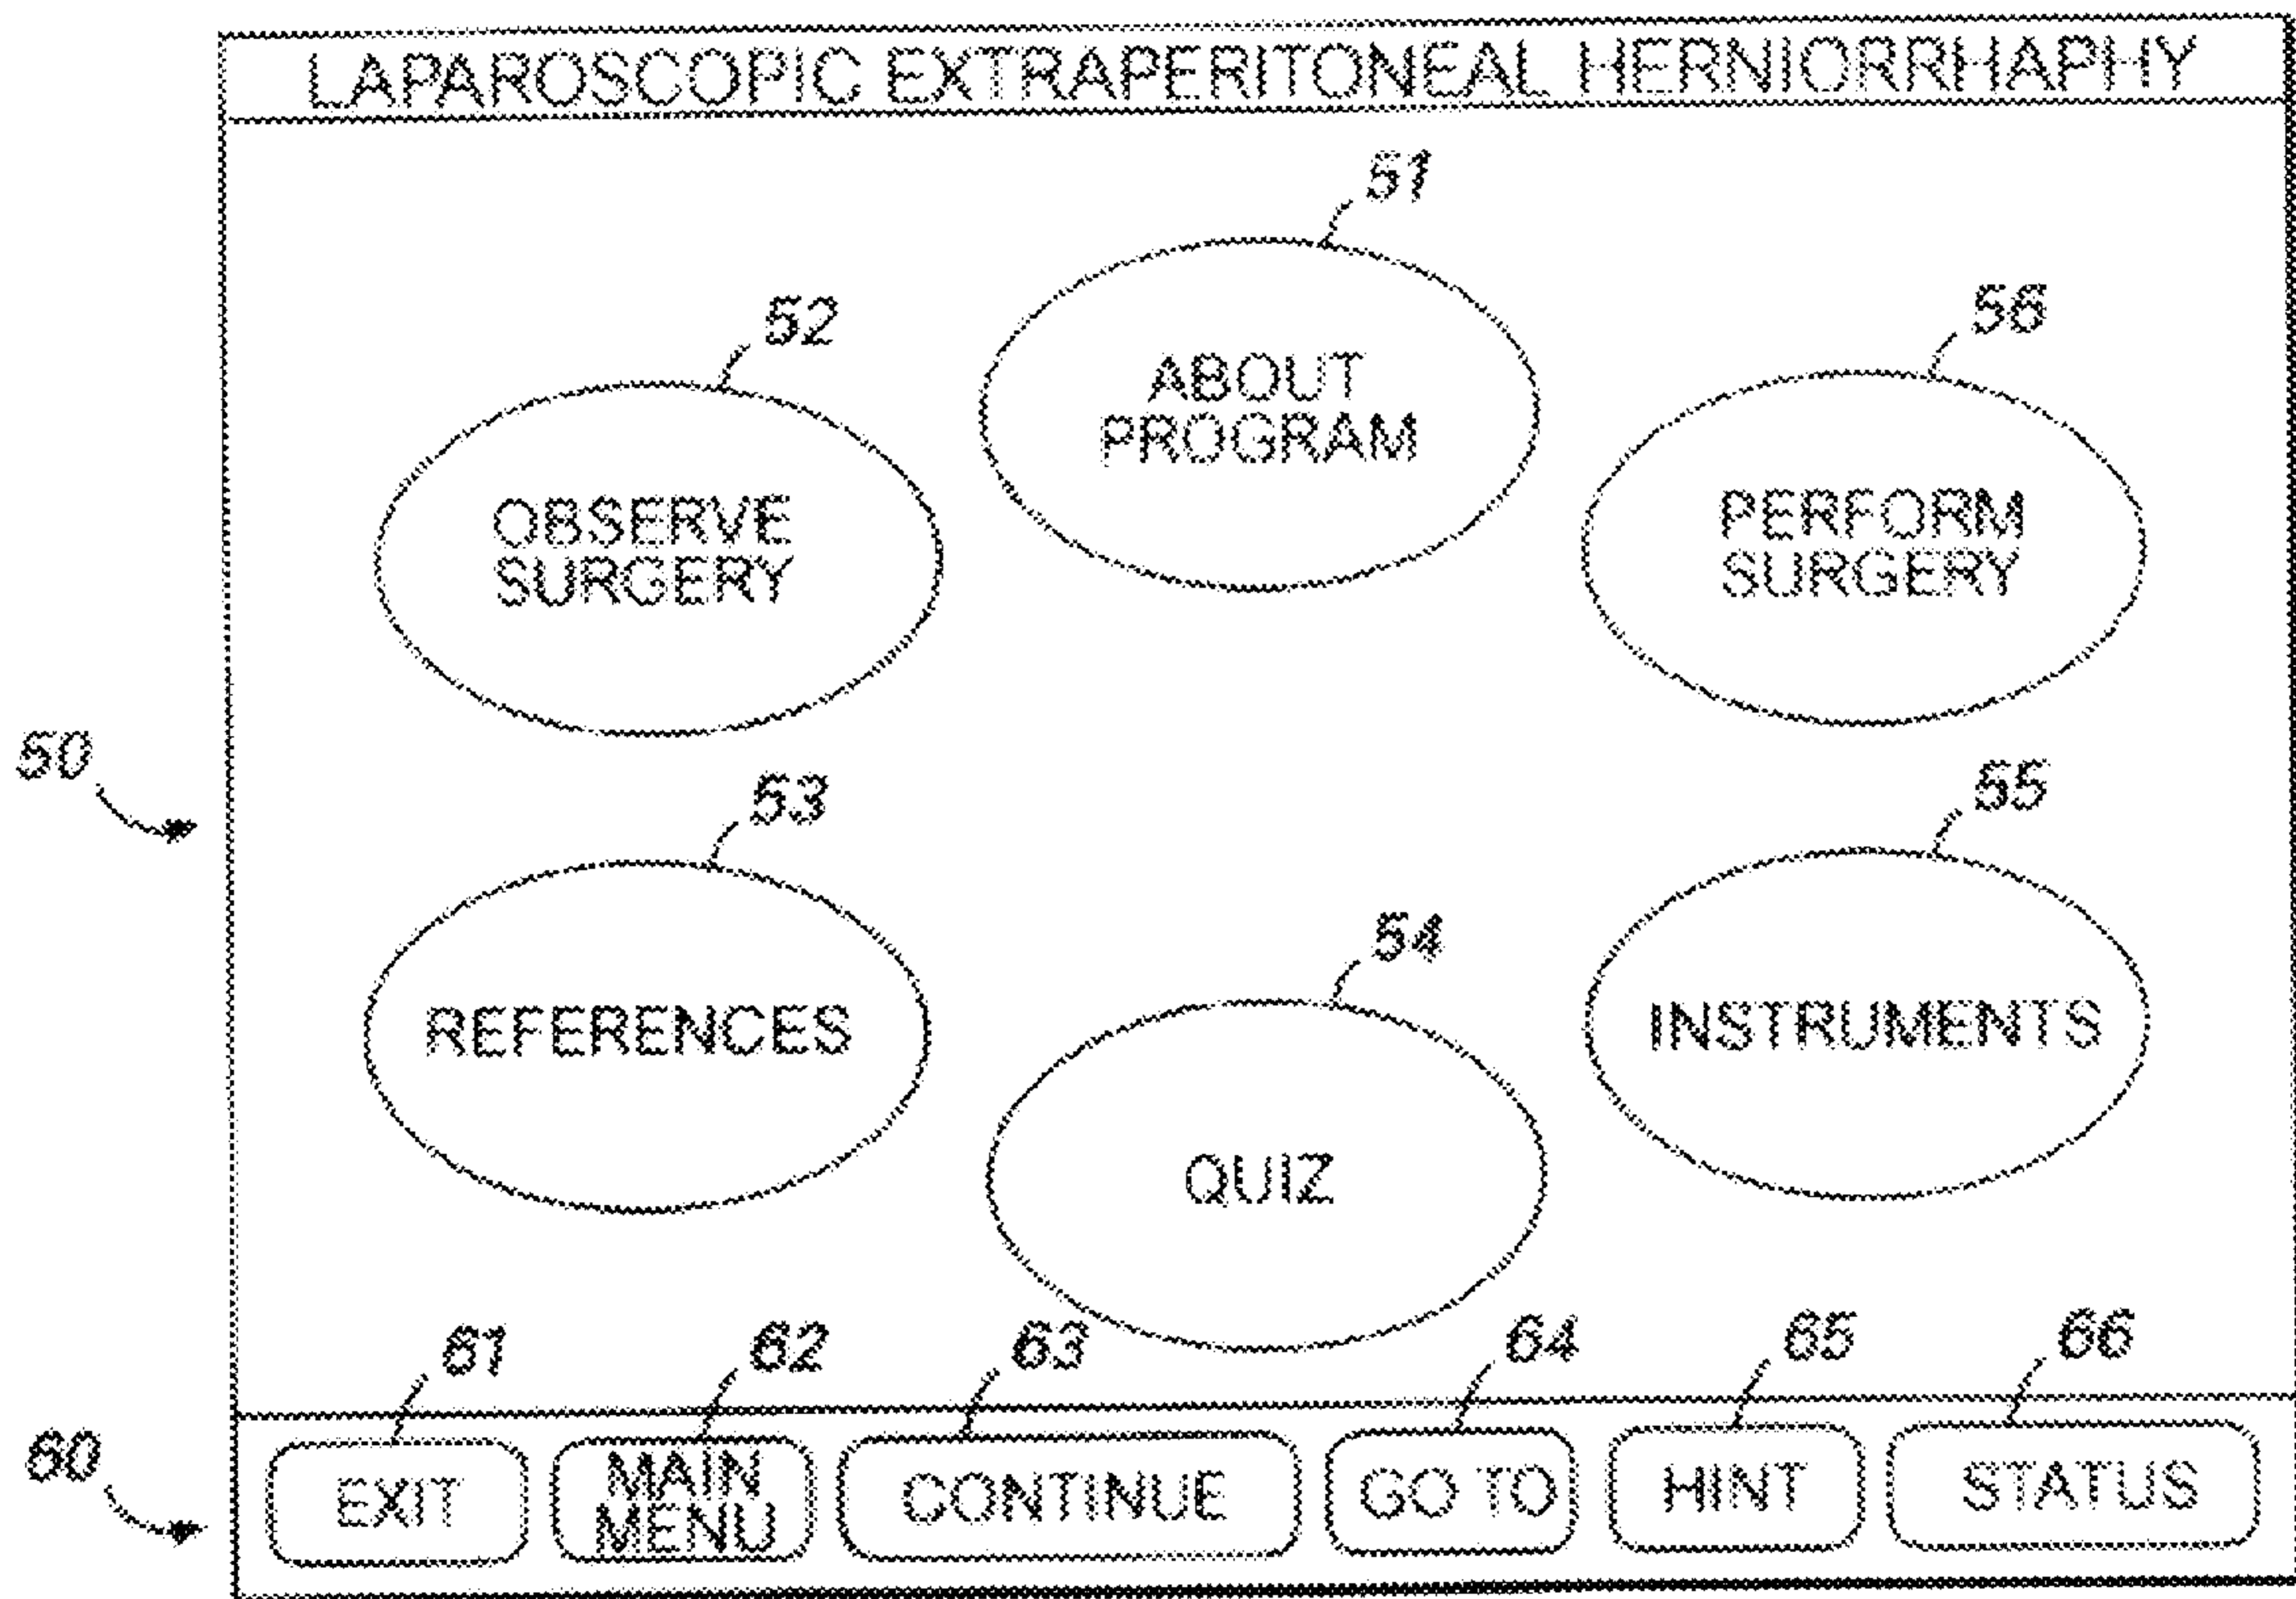 LAPAROSCOPIC EXTRAPERITONEAL HERNIORRHAPHY
51
52
56
ABOUT
PROGRAM
OBSERVE
SURGERY
PERFORM
SURGERY
50
53
55
54
REFERENCES
INSTRUMENTS
QUIZ
61
62
63
64
65
66
60
EXIT
MAIN
MENU
CONTINUE
GO TO
HINT
STATUS